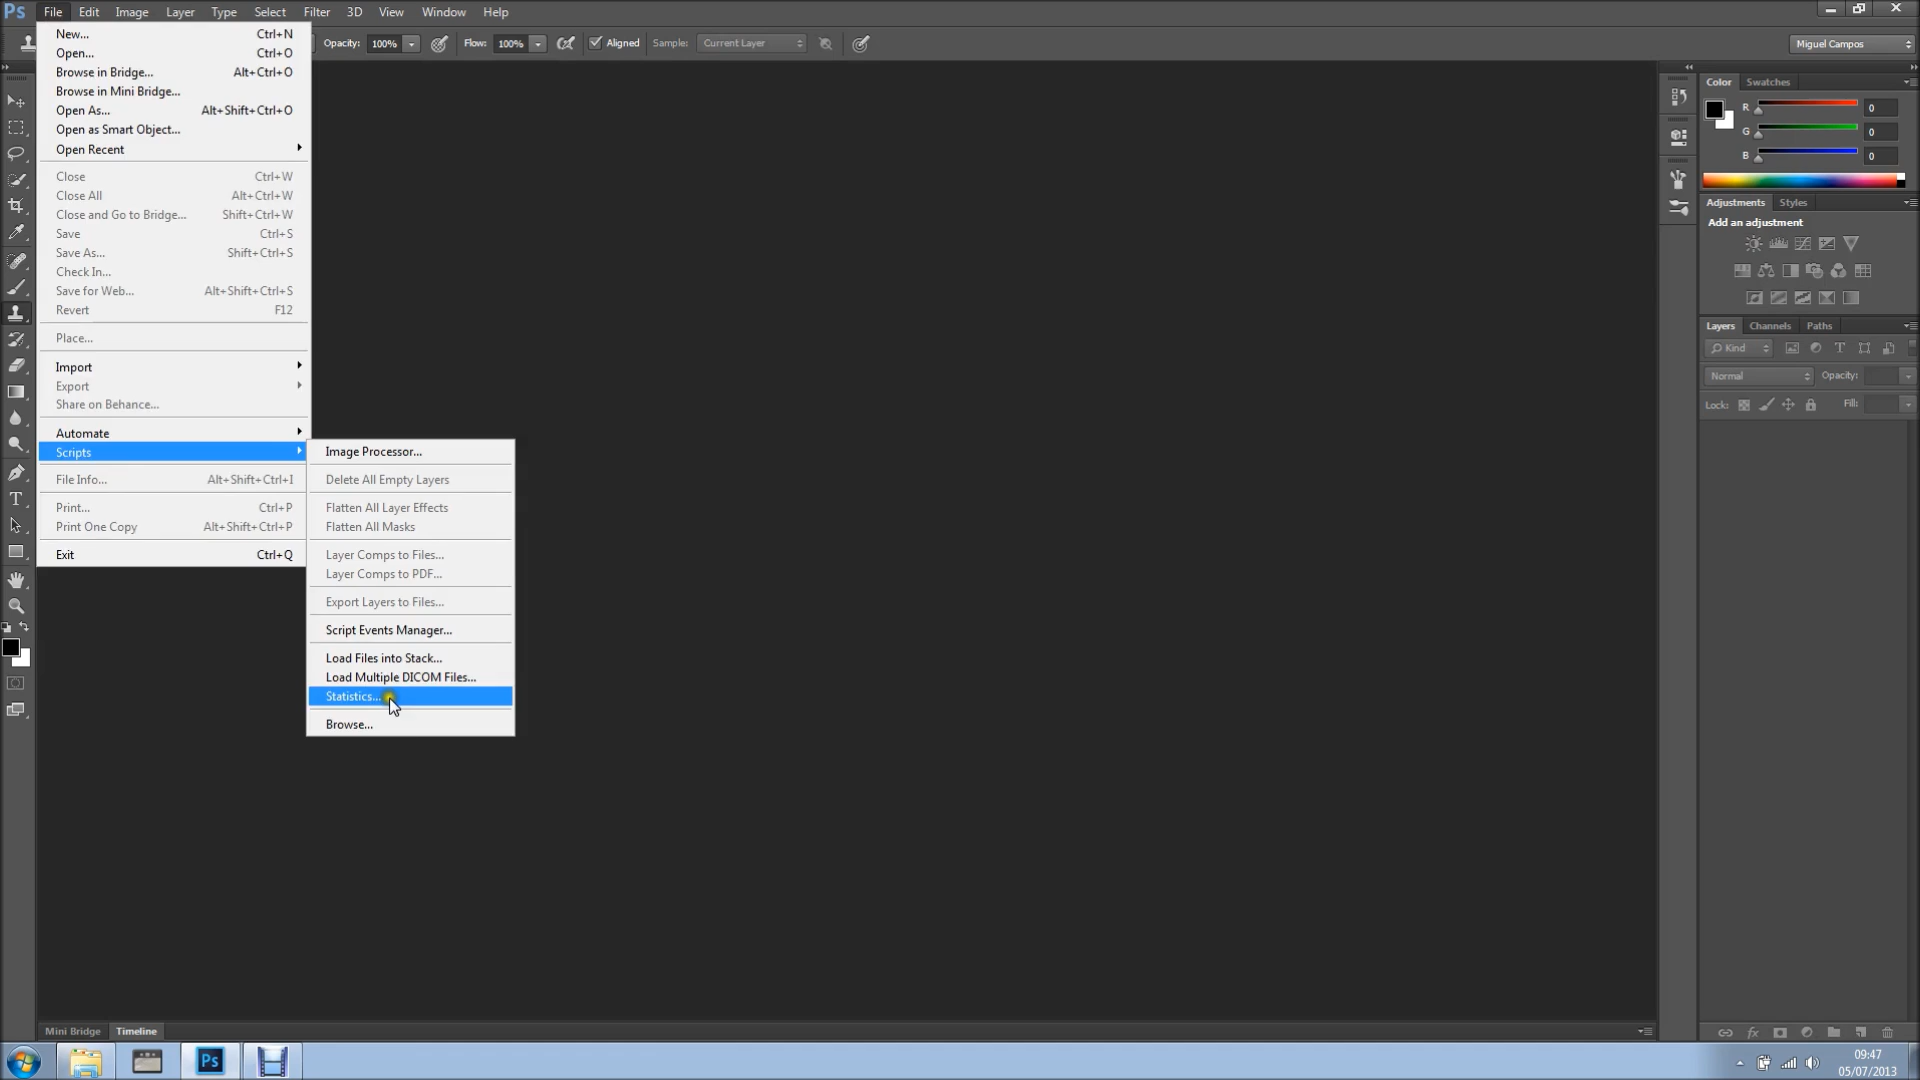 Ps File Edit Image Layer Type Select Filter 3D View Window Help
Opacity: 100% Flow: 100% Aligned Sample: Current Layer Miguel Campos
New... Ctrl+N
Open... Ctrl+O
Browse in Bridge... Alt+Ctrl+O
Browse in Mini Bridge...
Open As... Alt+Shift+Ctrl+O
Open as Smart Object...
Open Recent
Close Ctrl+W
Close All Alt+Ctrl+W
Close and Go to Bridge... Shift+Ctrl+W
Save Ctrl+S
Save As... Shift+Ctrl+S
Check In...
Save for Web... Alt+Shift+Ctrl+S
Revert F12
Place...
Import
Export
Share on Behance...
Automate
Scripts
File Info... Alt+Shift+Ctrl+I
Print... Ctrl+P
Print One Copy Alt+Shift+Ctrl+P
Exit Ctrl+Q
Image Processor...
Delete All Empty Layers
Flatten All Layer Effects
Flatten All Masks
Layer Comps to Files...
Layer Comps to PDF...
Export Layers to Files...
Script Events Manager...
Load Files into Stack...
Load Multiple DICOM Files...
Statistics...
Browse...
Color Swatches
R 0
G 0
B 0
Adjustments Styles
Add an adjustment
Layers Channels Paths
Kind
Normal Opacity:
Lock: Fill:
Mini Bridge Timeline
Ps
09:47
05/07/2013